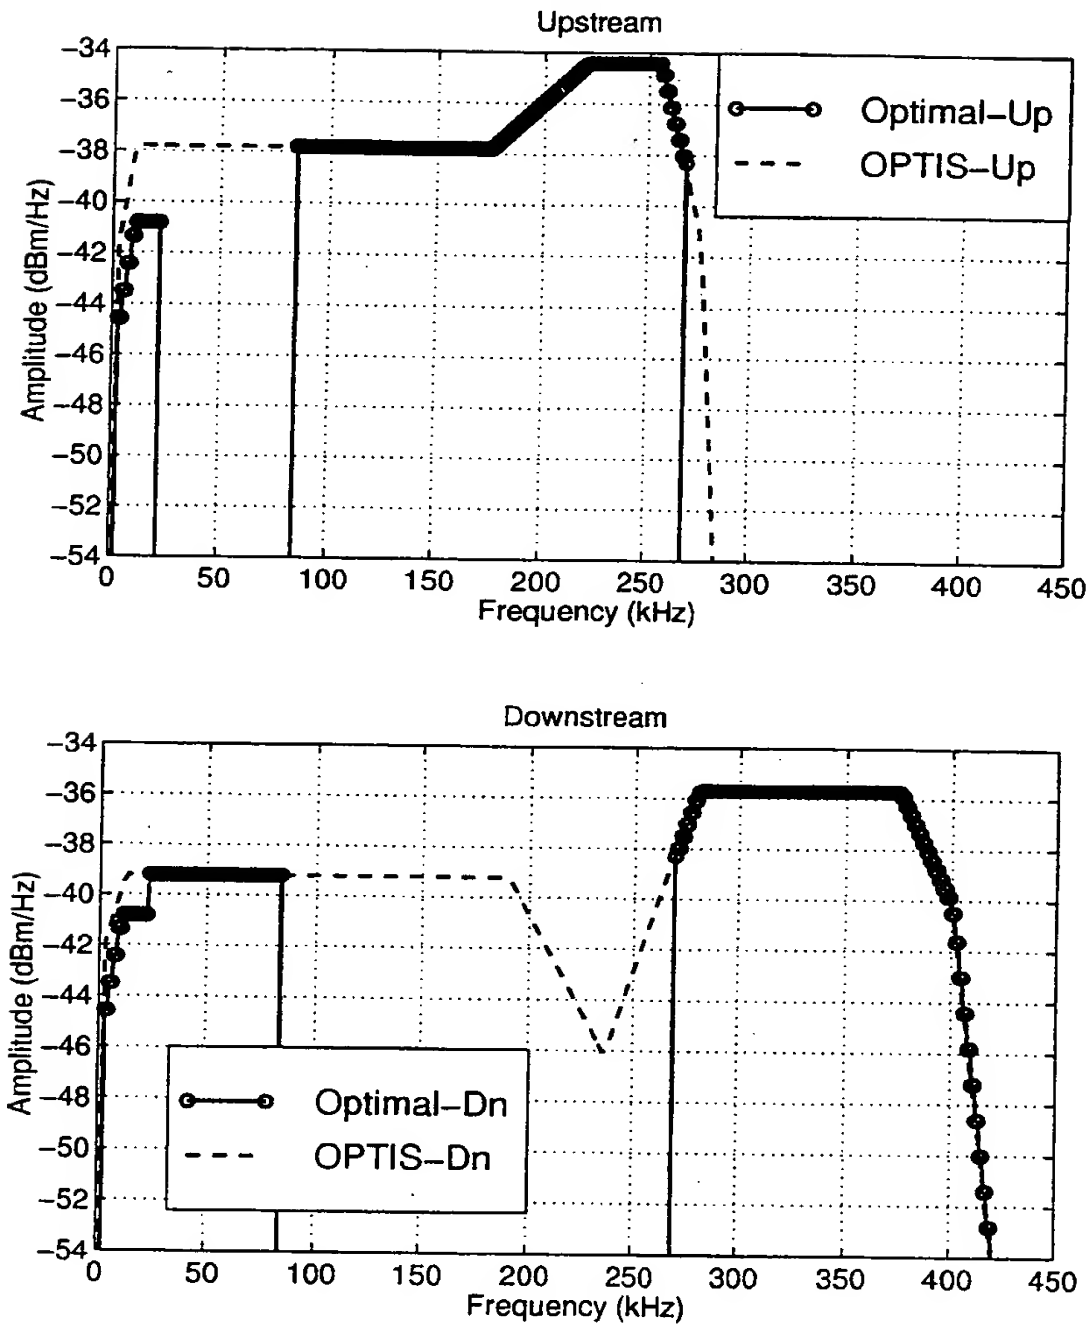 Upstream
−34
−36
−38
−40
−42
−44
−46
−48
−50
−52
−54
Amplitude (dBm/Hz)
Optimal−Up
OPTIS−Up
0 50 100 150 200 250 300 350 400 450
Frequency (kHz)
Downstream
−34
−36
−38
−40
−42
−44
−46
−48
−50
−52
−54
Amplitude (dBm/Hz)
Optimal−Dn
OPTIS−Dn
0 50 100 150 200 250 300 350 400 450
Frequency (kHz)